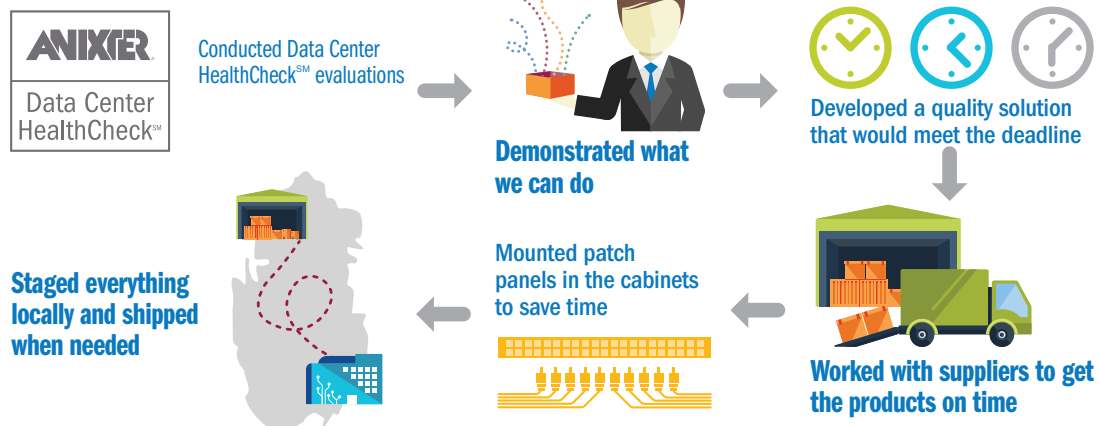 ANIXTER
Data Center
HealthCheck℠
Conducted Data Center
HealthCheck℠ evaluations
Demonstrated what
we can do
Developed a quality solution
that would meet the deadline
Worked with suppliers to get
the products on time
Mounted patch
panels in the cabinets
to save time
Staged everything
locally and shipped
when needed